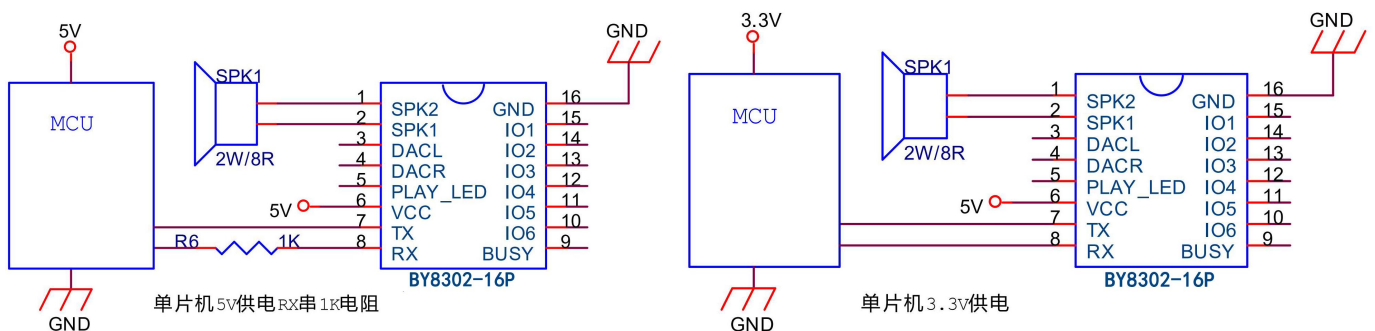 5V
GND
MCU
SPK1
2W/8R
1 SPK2 GND 16
2 SPK1 IO1 15
3 DACL IO2 14
4 DACR IO3 13
5 PLAY_LED IO4 12
5V 6 VCC IO5 11
7 TX IO6 10
R6 1K 8 RX BUSY 9
BY8302-16P
GND
单片机5V供电RX串1K电阻
3.3V
GND
MCU
SPK1
2W/8R
1 SPK2 GND 16
2 SPK1 IO1 15
3 DACL IO2 14
4 DACR IO3 13
5 PLAY_LED IO4 12
5V 6 VCC IO5 11
7 TX IO6 10
8 RX BUSY 9
BY8302-16P
GND
单片机3.3V供电